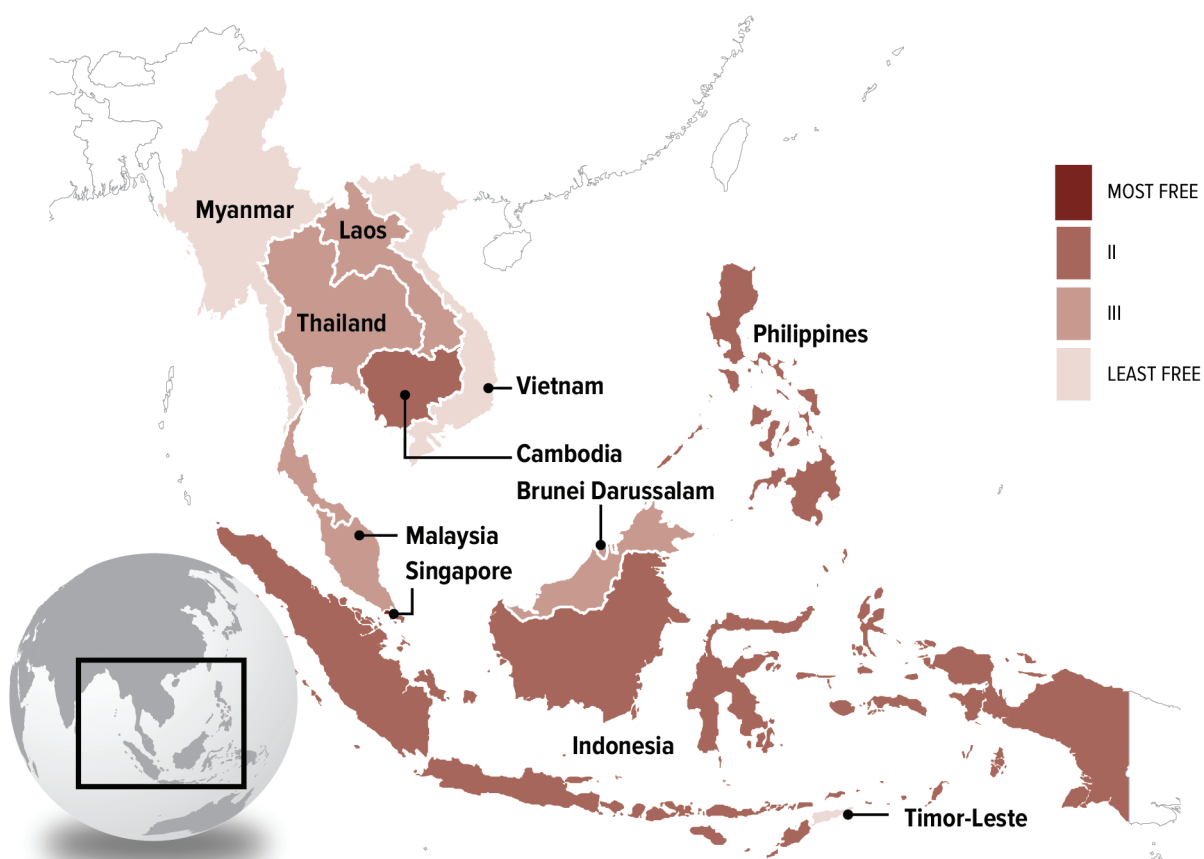 MOST FREE
Myanmar
Laos
II
III
Thailand
Philippines
LEAST FREE
Vietnam
Cambodia
Brunei Darussalam
Malaysia
Singapore
Indonesia
Timor-Leste